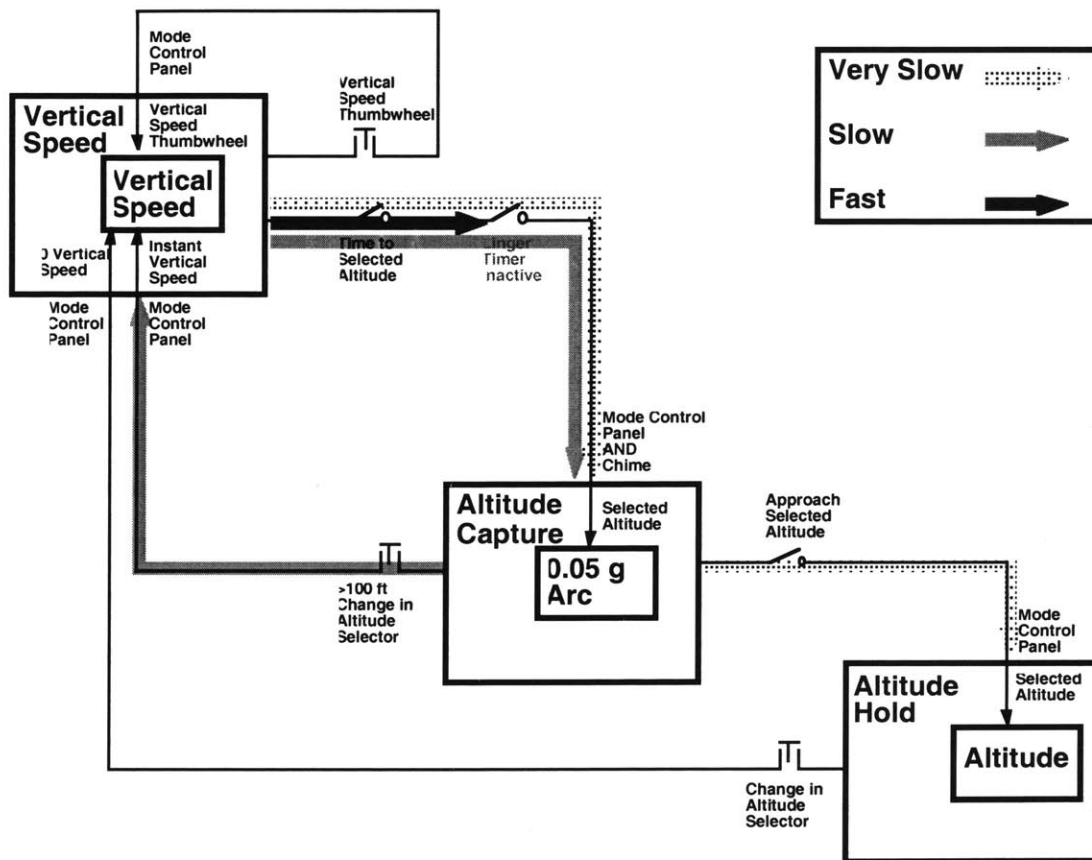 Mode
Control
Panel
Vertical
Speed
Thumbwheel
Very Slow
Slow
Fast
Vertical
Speed
Vertical
Speed
Thumbwheel
Vertical
Speed
0 Vertical
Speed
Instant
Vertical
Speed
Time to
Selected
Altitude
Linger
Timer
Inactive
Mode
Control
Panel
Mode
Control
Panel
Mode Control
Panel
AND
Chime
Altitude
Capture
Selected
Altitude
0.05 g
Arc
Approach
Selected
Altitude
>100 ft
Change in
Altitude
Selector
Mode
Control
Panel
Altitude
Hold
Selected
Altitude
Altitude
Change in
Altitude
Selector